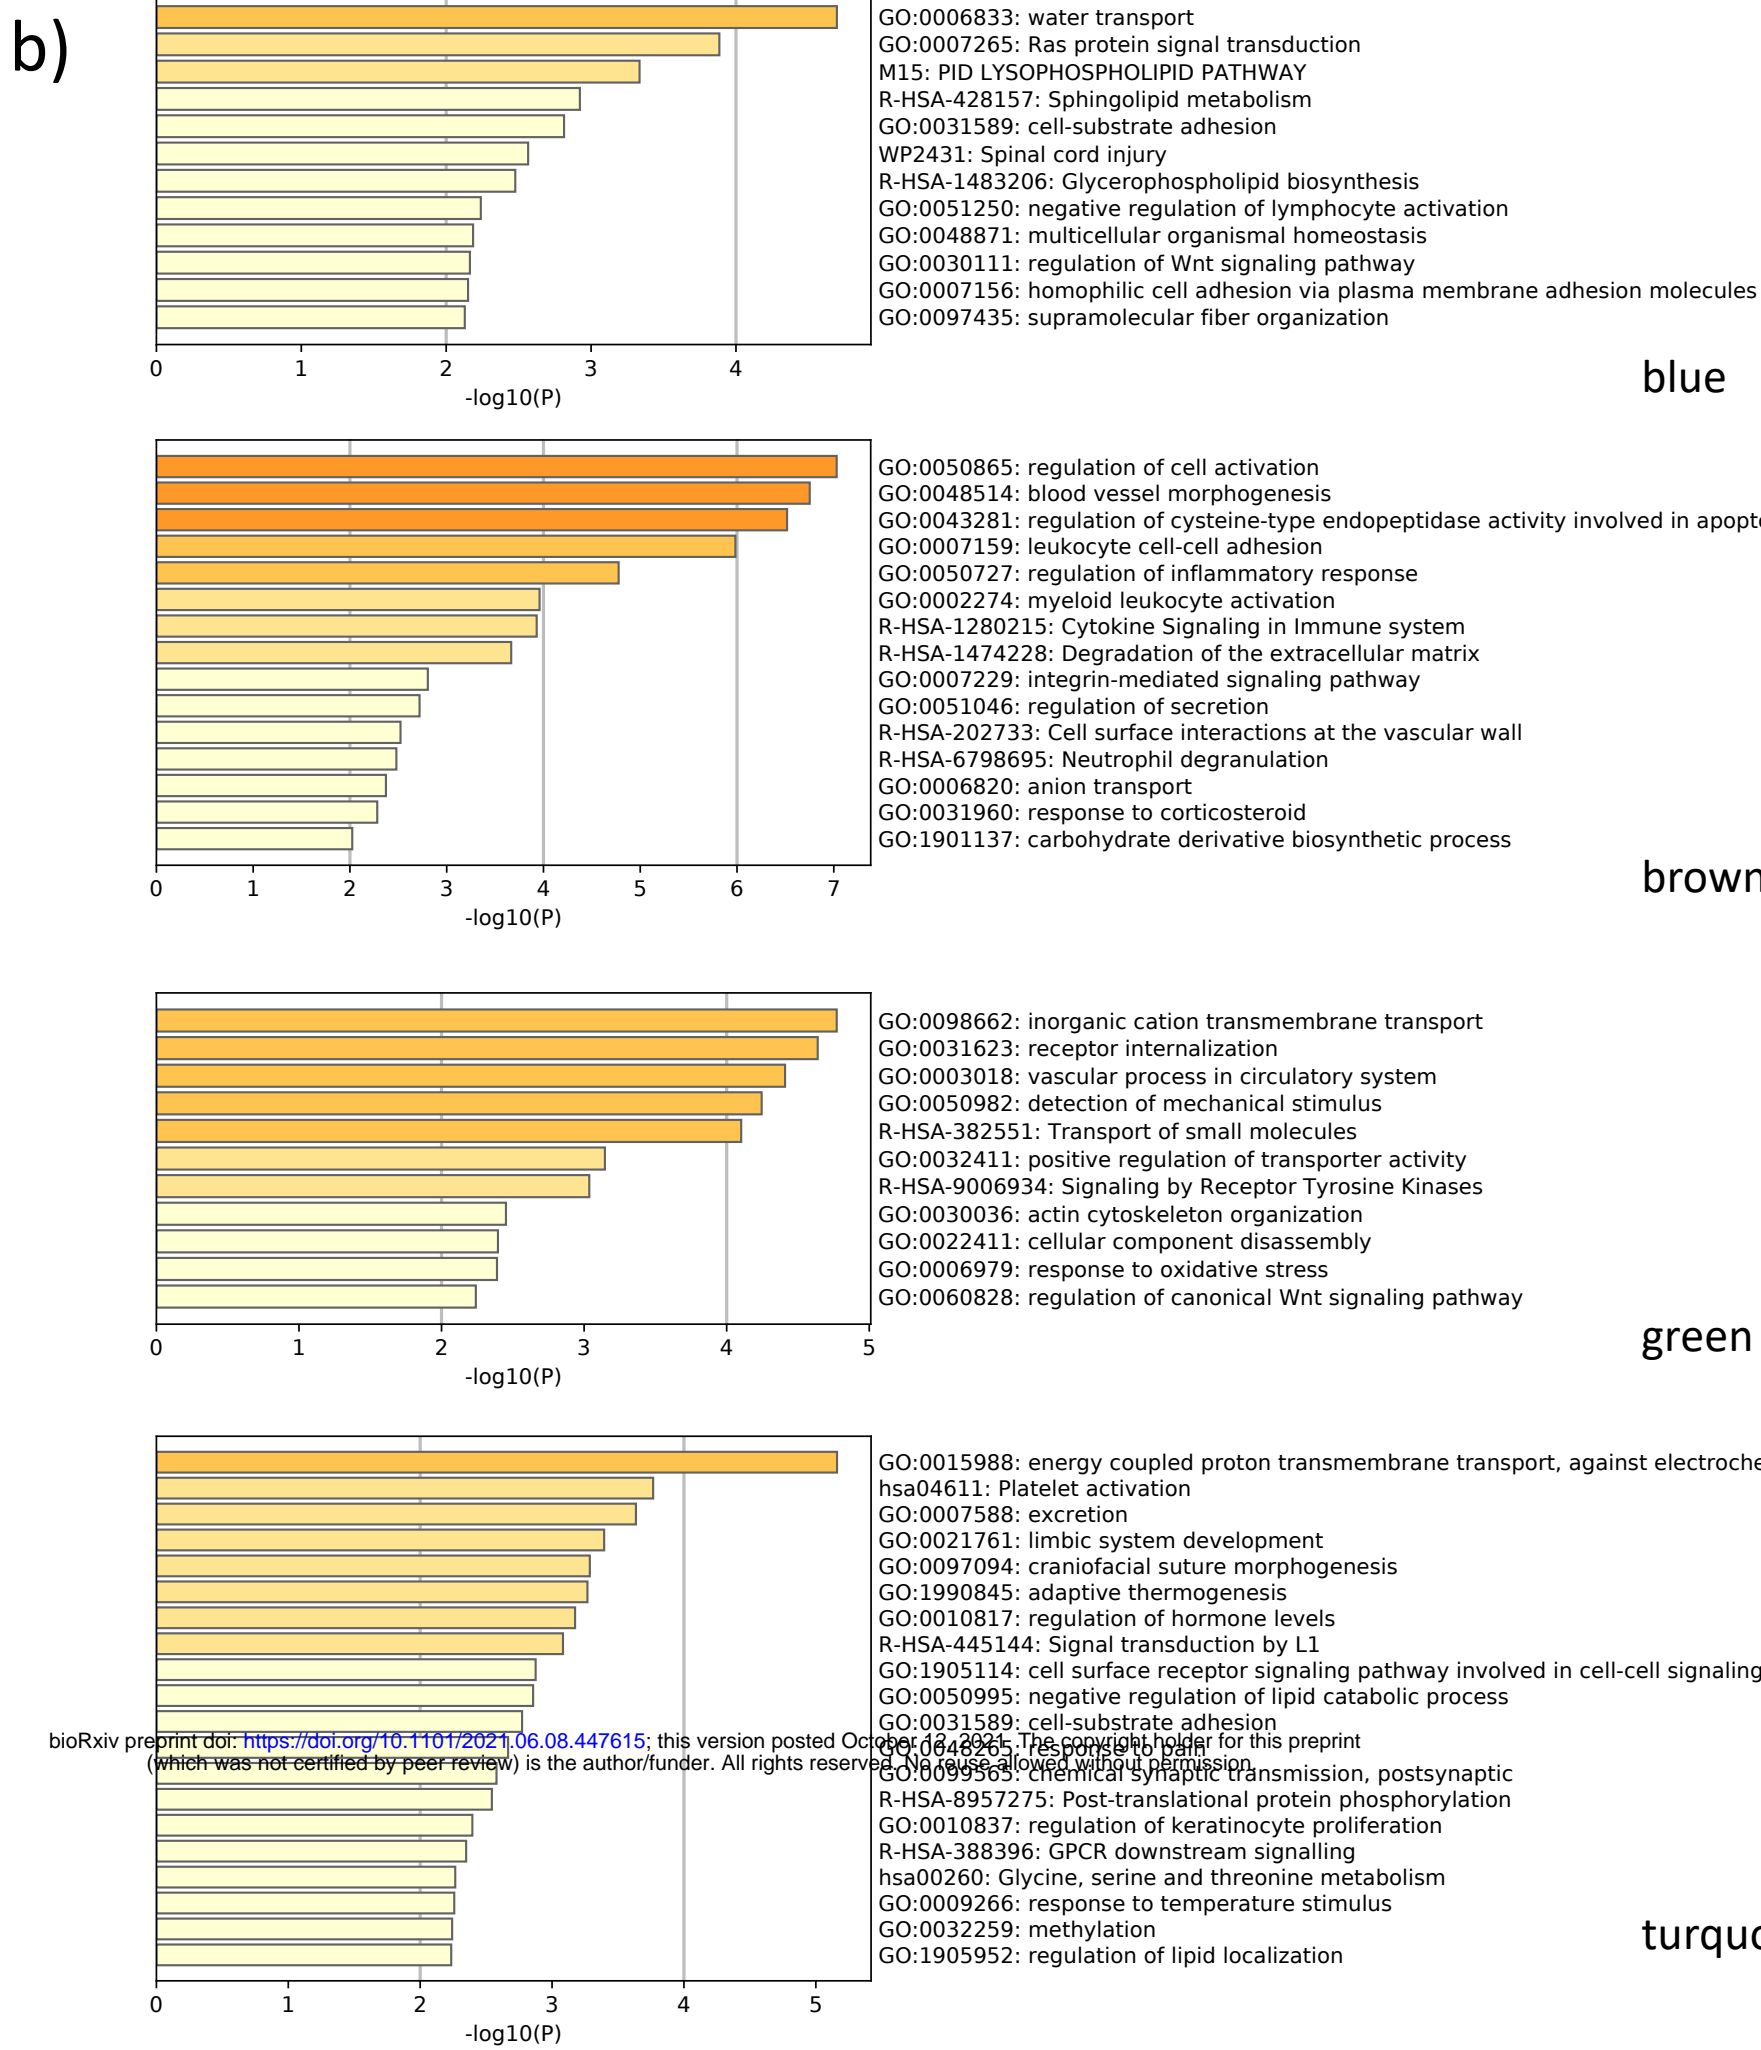 b)
GO:0006833: water transport
GO:0007265: Ras protein signal transduction
M15: PID LYSOPHOSPHOLIPID PATHWAY
R-HSA-428157: Sphingolipid metabolism
GO:0031589: cell-substrate adhesion
WP2431: Spinal cord injury
R-HSA-1483206: Glycerophospholipid biosynthesis
GO:0051250: negative regulation of lymphocyte activation
GO:0048871: multicellular organismal homeostasis
GO:0030111: regulation of Wnt signaling pathway
GO:0007156: homophilic cell adhesion via plasma membrane adhesion molecules
GO:0097435: supramolecular fiber organization
0 1 2 3 4
-log10(P)
blue
GO:0050865: regulation of cell activation
GO:0048514: blood vessel morphogenesis
GO:0043281: regulation of cysteine-type endopeptidase activity involved in apopt
GO:0007159: leukocyte cell-cell adhesion
GO:0050727: regulation of inflammatory response
GO:0002274: myeloid leukocyte activation
R-HSA-1280215: Cytokine Signaling in Immune system
R-HSA-1474228: Degradation of the extracellular matrix
GO:0007229: integrin-mediated signaling pathway
GO:0051046: regulation of secretion
R-HSA-202733: Cell surface interactions at the vascular wall
R-HSA-6798695: Neutrophil degranulation
GO:0006820: anion transport
GO:0031960: response to corticosteroid
GO:1901137: carbohydrate derivative biosynthetic process
0 1 2 3 4 5 6 7
-log10(P)
brown
GO:0098662: inorganic cation transmembrane transport
GO:0031623: receptor internalization
GO:0003018: vascular process in circulatory system
GO:0050982: detection of mechanical stimulus
R-HSA-382551: Transport of small molecules
GO:0032411: positive regulation of transporter activity
R-HSA-9006934: Signaling by Receptor Tyrosine Kinases
GO:0030036: actin cytoskeleton organization
GO:0022411: cellular component disassembly
GO:0006979: response to oxidative stress
GO:0060828: regulation of canonical Wnt signaling pathway
0 1 2 3 4 5
-log10(P)
green
GO:0015988: energy coupled proton transmembrane transport, against electroche
hsa04611: Platelet activation
GO:0007588: excretion
GO:0021761: limbic system development
GO:0097094: craniofacial suture morphogenesis
GO:1990845: adaptive thermogenesis
GO:0010817: regulation of hormone levels
R-HSA-445144: Signal transduction by L1
GO:1905114: cell surface receptor signaling pathway involved in cell-cell signaling
GO:0050995: negative regulation of lipid catabolic process
GO:0031589: cell-substrate adhesion
bioRxiv preprint doi: https://doi.org/10.1101/2021.06.08.447615; this version posted October 12, 2021. The copyright holder for this preprint
GO:0048265: response to pain
(which was not certified by peer review) is the author/funder. All rights reserved. No reuse allowed without permission.
GO:0099565: chemical synaptic transmission, postsynaptic
R-HSA-8957275: Post-translational protein phosphorylation
GO:0010837: regulation of keratinocyte proliferation
R-HSA-388396: GPCR downstream signalling
hsa00260: Glycine, serine and threonine metabolism
GO:0009266: response to temperature stimulus
GO:0032259: methylation
GO:1905952: regulation of lipid localization
0 1 2 3 4 5
-log10(P)
turquo